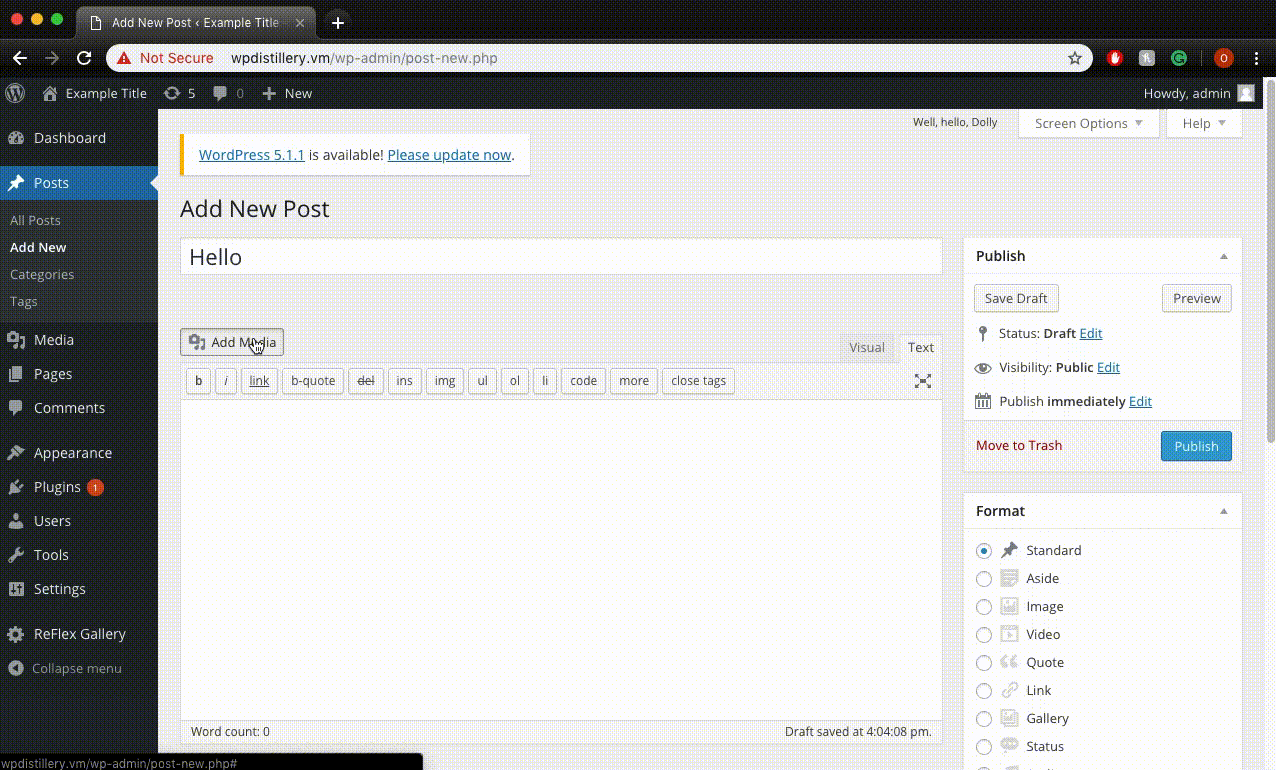 Add New Post ‹ Example Title
Not Secure wpdistillery.vm/wp-admin/post-new.php
Example Title 5 0 New Howdy, admin
Well, hello, Dolly Screen Options Help
Dashboard
Posts
All Posts
Add New
Categories
Tags
Media
Pages
Comments
Appearance
Plugins 1
Users
Tools
Settings
ReFlex Gallery
Collapse menu
WordPress 5.1.1 is available! Please update now.
Add New Post
Hello
Add Media
Visual Text
b i link b-quote del ins img ul ol li code more close tags
Word count: 0 Draft saved at 4:04:08 pm.
Publish
Save Draft Preview
Status: Draft Edit
Visibility: Public Edit
Publish immediately Edit
Move to Trash Publish
Format
Standard
Aside
Image
Video
Quote
Link
Gallery
Status
wpdistillery.vm/wp-admin/post-new.php#